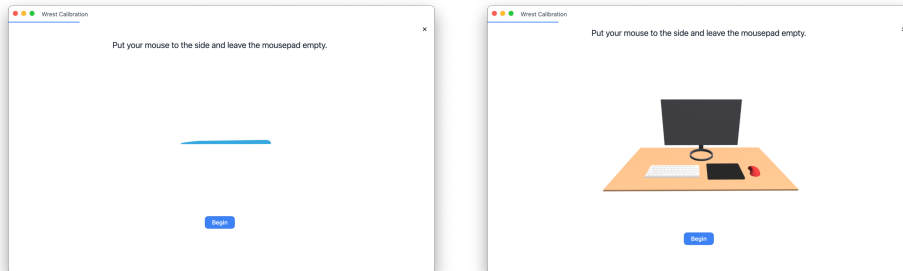 Wrest Calibration
Put your mouse to the side and leave the mousepad empty.
Begin
Wrest Calibration
Put your mouse to the side and leave the mousepad empty.
Begin